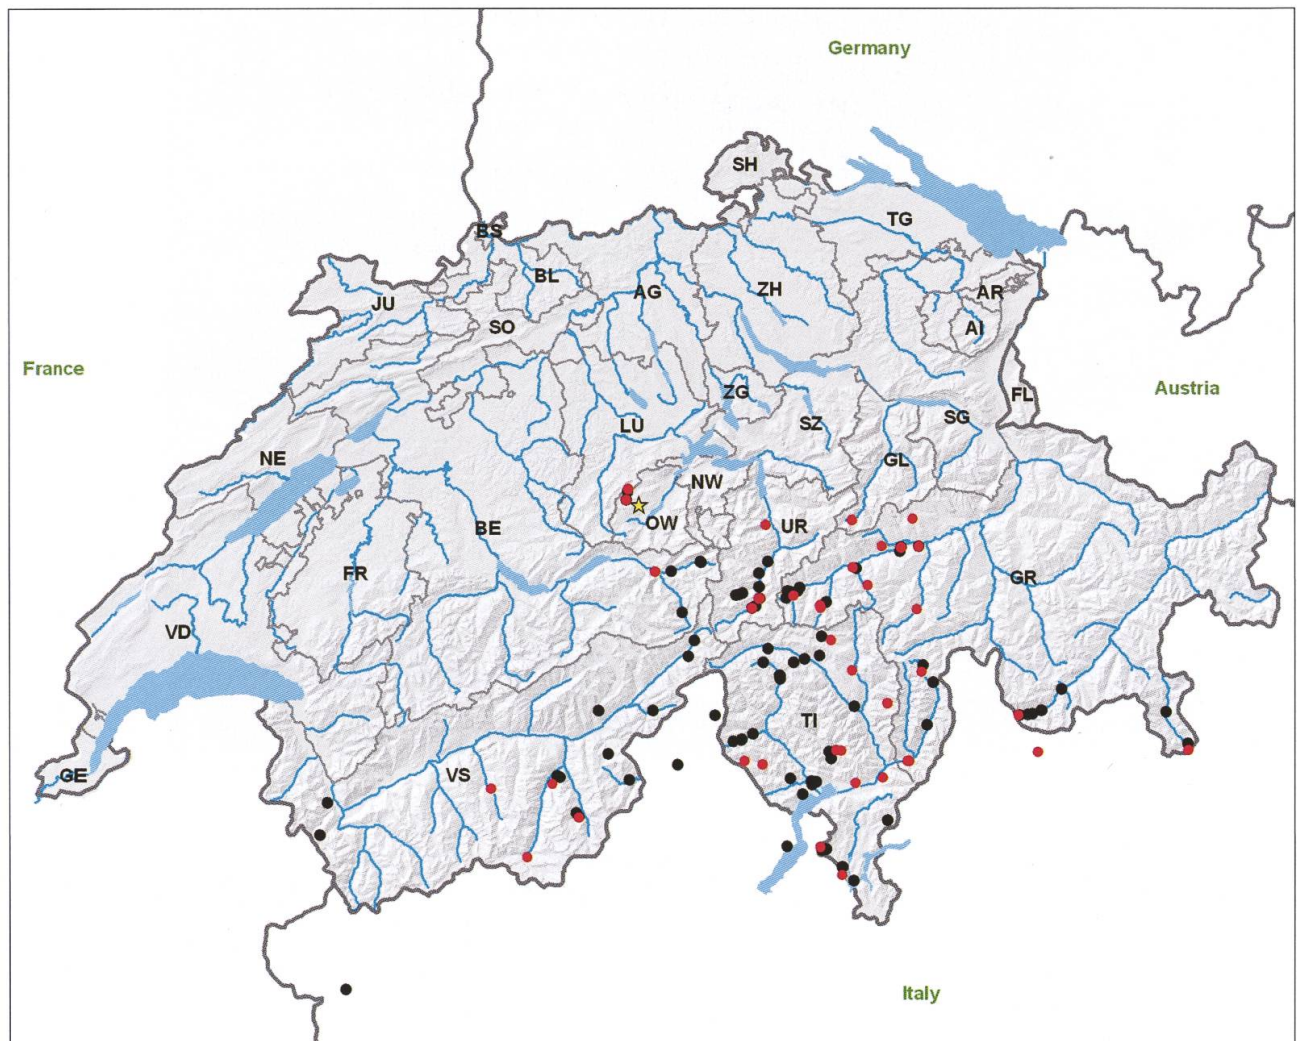 Germany
SH
TG
BS
BL
AG
ZH
AR
JU
SO
AI
France
ZG
FL
Austria
LU
SZ
SG
NE
GL
NW
BE
OW
UR
FR
GR
VD
TI
GE
VS
Italy